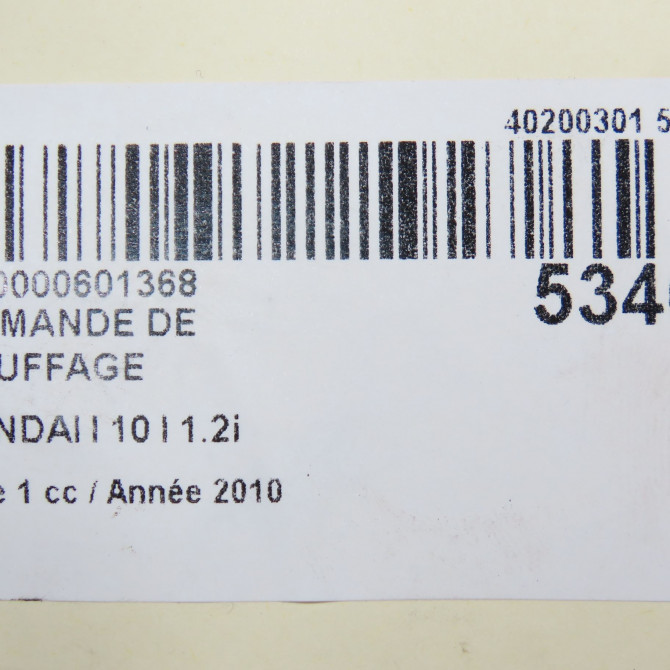 40200301 5
0000601368
534
MANDE DE
UFFAGE
NDAI I 10 I 1.2i
e 1 cc / Année 2010